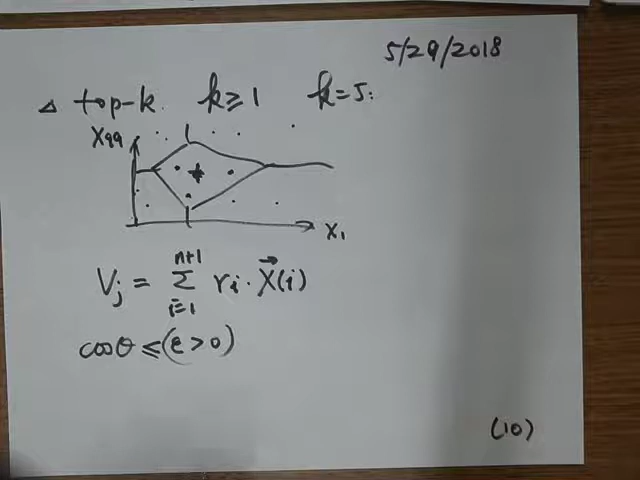 5/29/2018
△ top-k k≥1 k=5:
X99
X1
Vj = Σ_{i=1}^{n+1} ri · X⃗(i)
cosθ ≤ (ε > 0)
(10)